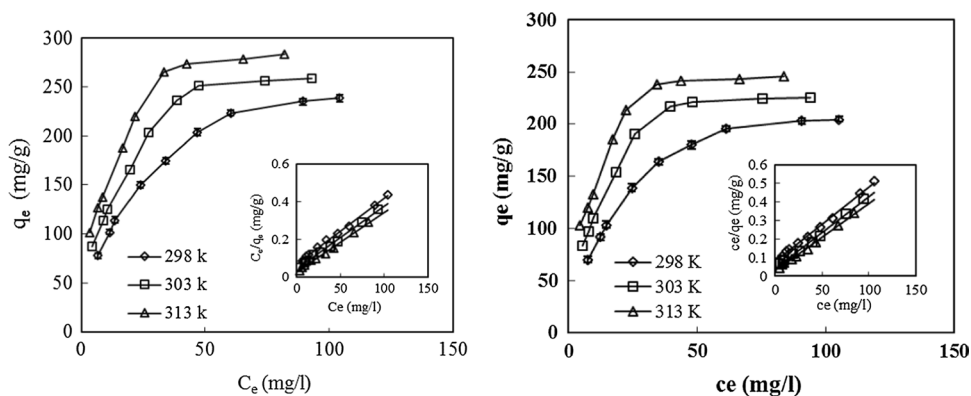 300
250
200
150
100
50
0
qe (mg/g)
0 50 100 150
Ce (mg/l)
298 k
303 k
313 k
0.6
0.4
0.2
0
Ce/qe (mg/g)
0 50 100 150
Ce (mg/l)
300
250
200
150
100
50
0
qe (mg/g)
0 50 100 150
ce (mg/l)
298 K
303 K
313 K
0.6
0.5
0.4
0.3
0.2
0.1
0
ce/qe (mg/g)
0 50 100 150
ce (mg/l)